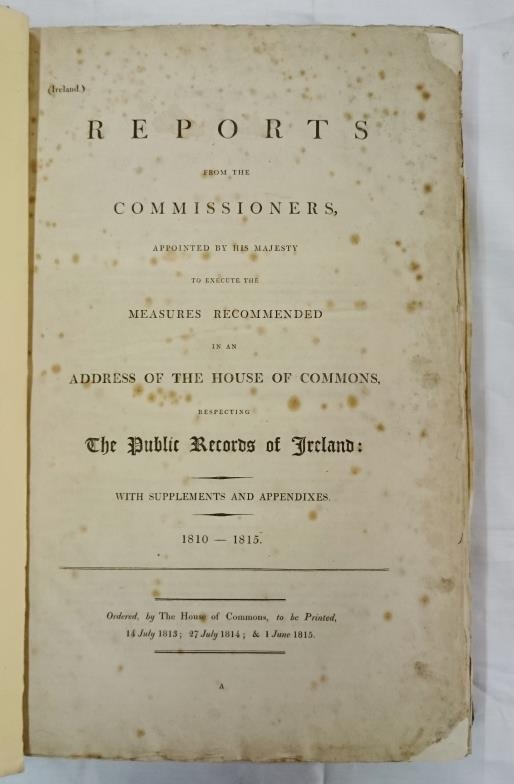 (Ireland.)
REPORTS
FROM THE
COMMISSIONERS,
APPOINTED BY HIS MAJESTY
TO EXECUTE THE
MEASURES RECOMMENDED
IN AN
ADDRESS OF THE HOUSE OF COMMONS,
RESPECTING
The Public Records of Ireland:
WITH SUPPLEMENTS AND APPENDIXES.
1810 — 1815.
Ordered, by The House of Commons, to be Printed,
14 July 1813; 27 July 1814; & 1 June 1815.
A